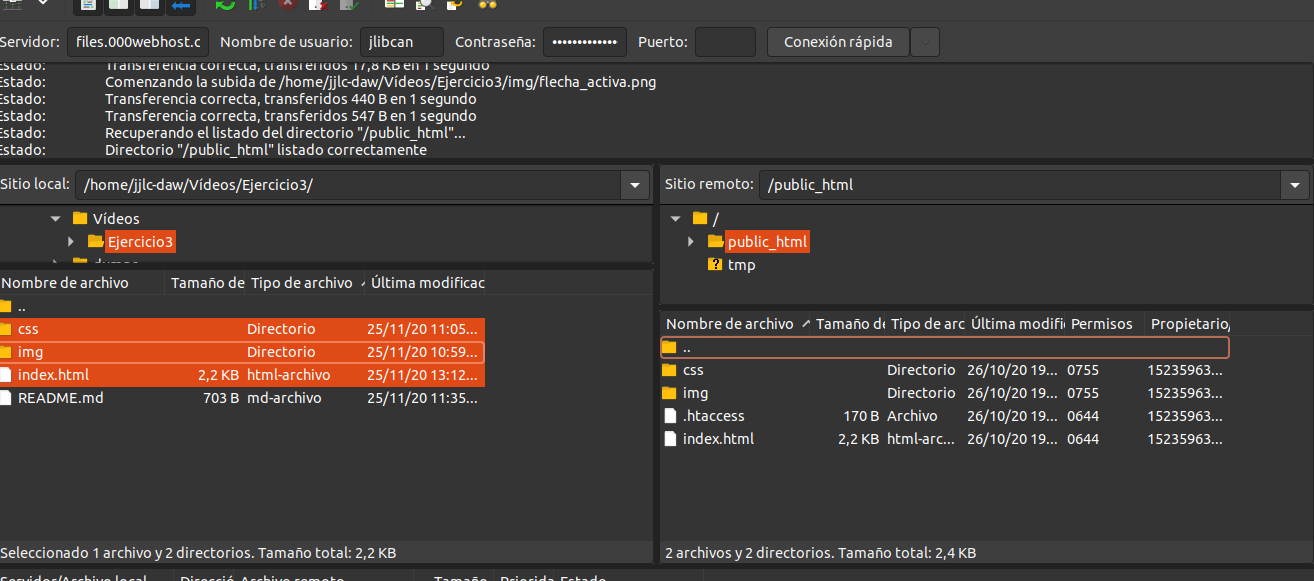 Servidor: files.000webhost.c Nombre de usuario: jlibcan Contraseña: ••••••••••••• Puerto: Conexión rápida
Estado: Transferencia correcta, transferidos 17,8 KB en 1 segundo
Estado: Comenzando la subida de /home/jjlc-daw/Vídeos/Ejercicio3/img/flecha_activa.png
Estado: Transferencia correcta, transferidos 440 B en 1 segundo
Estado: Transferencia correcta, transferidos 547 B en 1 segundo
Estado: Recuperando el listado del directorio "/public_html"...
Estado: Directorio "/public_html" listado correctamente
Sitio local: /home/jjlc-daw/Vídeos/Ejercicio3/
Vídeos
Ejercicio3
Nombre de archivo Tamaño de Tipo de archivo Última modificac
..
css Directorio 25/11/20 11:05...
img Directorio 25/11/20 10:59...
index.html 2,2 KB html-archivo 25/11/20 13:12...
README.md 703 B md-archivo 25/11/20 11:35...
Seleccionado 1 archivo y 2 directorios. Tamaño total: 2,2 KB
Sitio remoto: /public_html
/
public_html
tmp
Nombre de archivo Tamaño de Tipo de arc Última modifi Permisos Propietario/
..
css Directorio 26/10/20 19... 0755 15235963...
img Directorio 26/10/20 19... 0755 15235963...
.htaccess 170 B Archivo 26/10/20 19... 0644 15235963...
index.html 2,2 KB html-arc... 26/10/20 19... 0644 15235963...
2 archivos y 2 directorios. Tamaño total: 2,4 KB
Servidor/Archivo local Direcció Archivo remoto Tamaño Priorida Estado